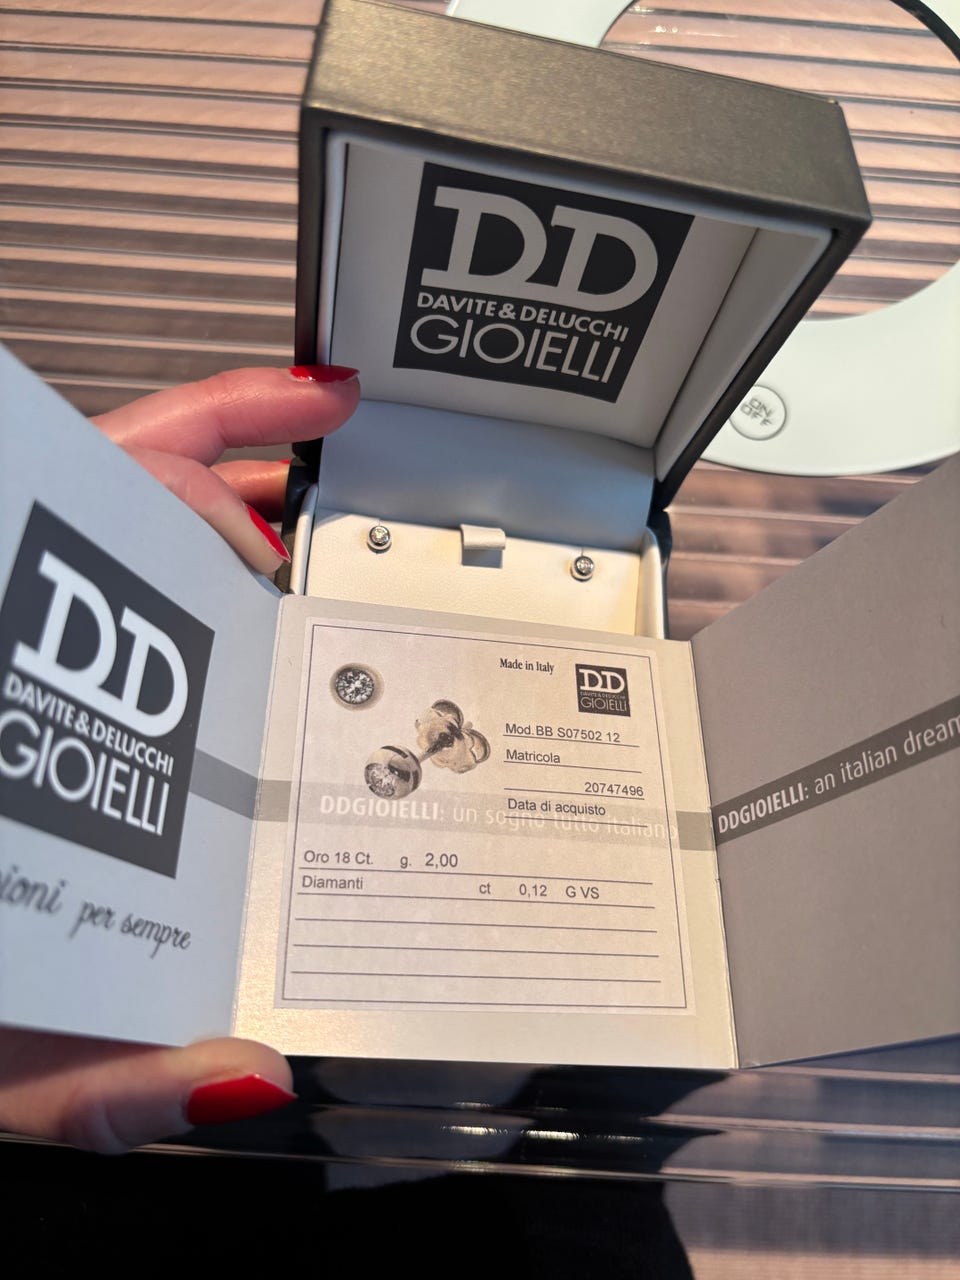 DD
DAVITE & DELUCCHI
GIOIELLI
ON/
OFF
DD
DAVITE & DELUCCHI
GIOIELLI
per sempre
Made in Italy
DD
DAVITE & DELUCCHI
GIOIELLI
Mod. BB S07502 12
Matricola
20747496
Data di acquisto
DDGIOIELLI: un sogno tutto italiano
Oro 18 Ct. g. 2,00
Diamanti ct 0,12 G VS
DDGIOIELLI: an italian dream